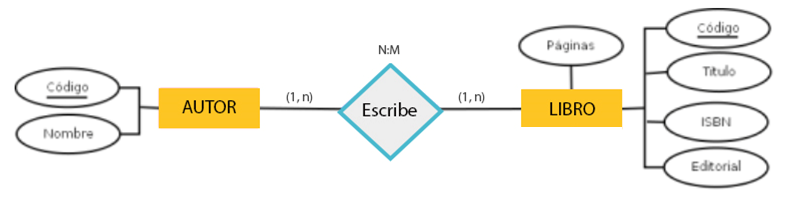 Código
Nombre
AUTOR
(1, n)
N:M
Escribe
(1, n)
Páginas
LIBRO
Código
Título
ISBN
Editorial